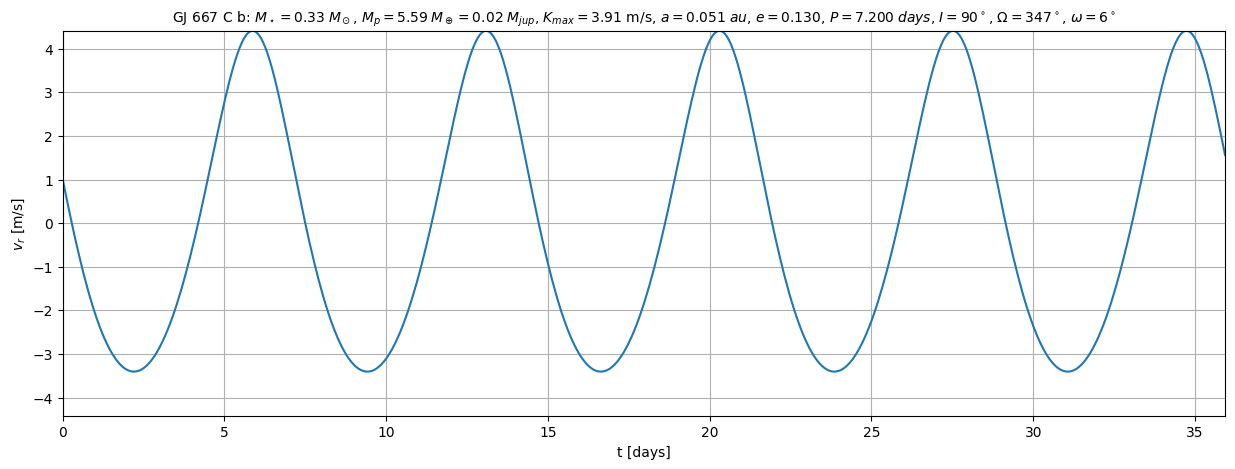 GJ 667 C b: $M_\star = 0.33\ M_\odot$, $M_p = 5.59\ M_\oplus = 0.02\ M_{jup}$, $K_{max} = 3.91$ m/s, $a = 0.051\ au$, $e = 0.130$, $P = 7.200\ days$, $I = 90^\circ$, $\Omega = 347^\circ$, $\omega = 6^\circ$
4
3
2
1
0
−1
−2
−3
−4
$v_r$ [m/s]
0 5 10 15 20 25 30 35
t [days]